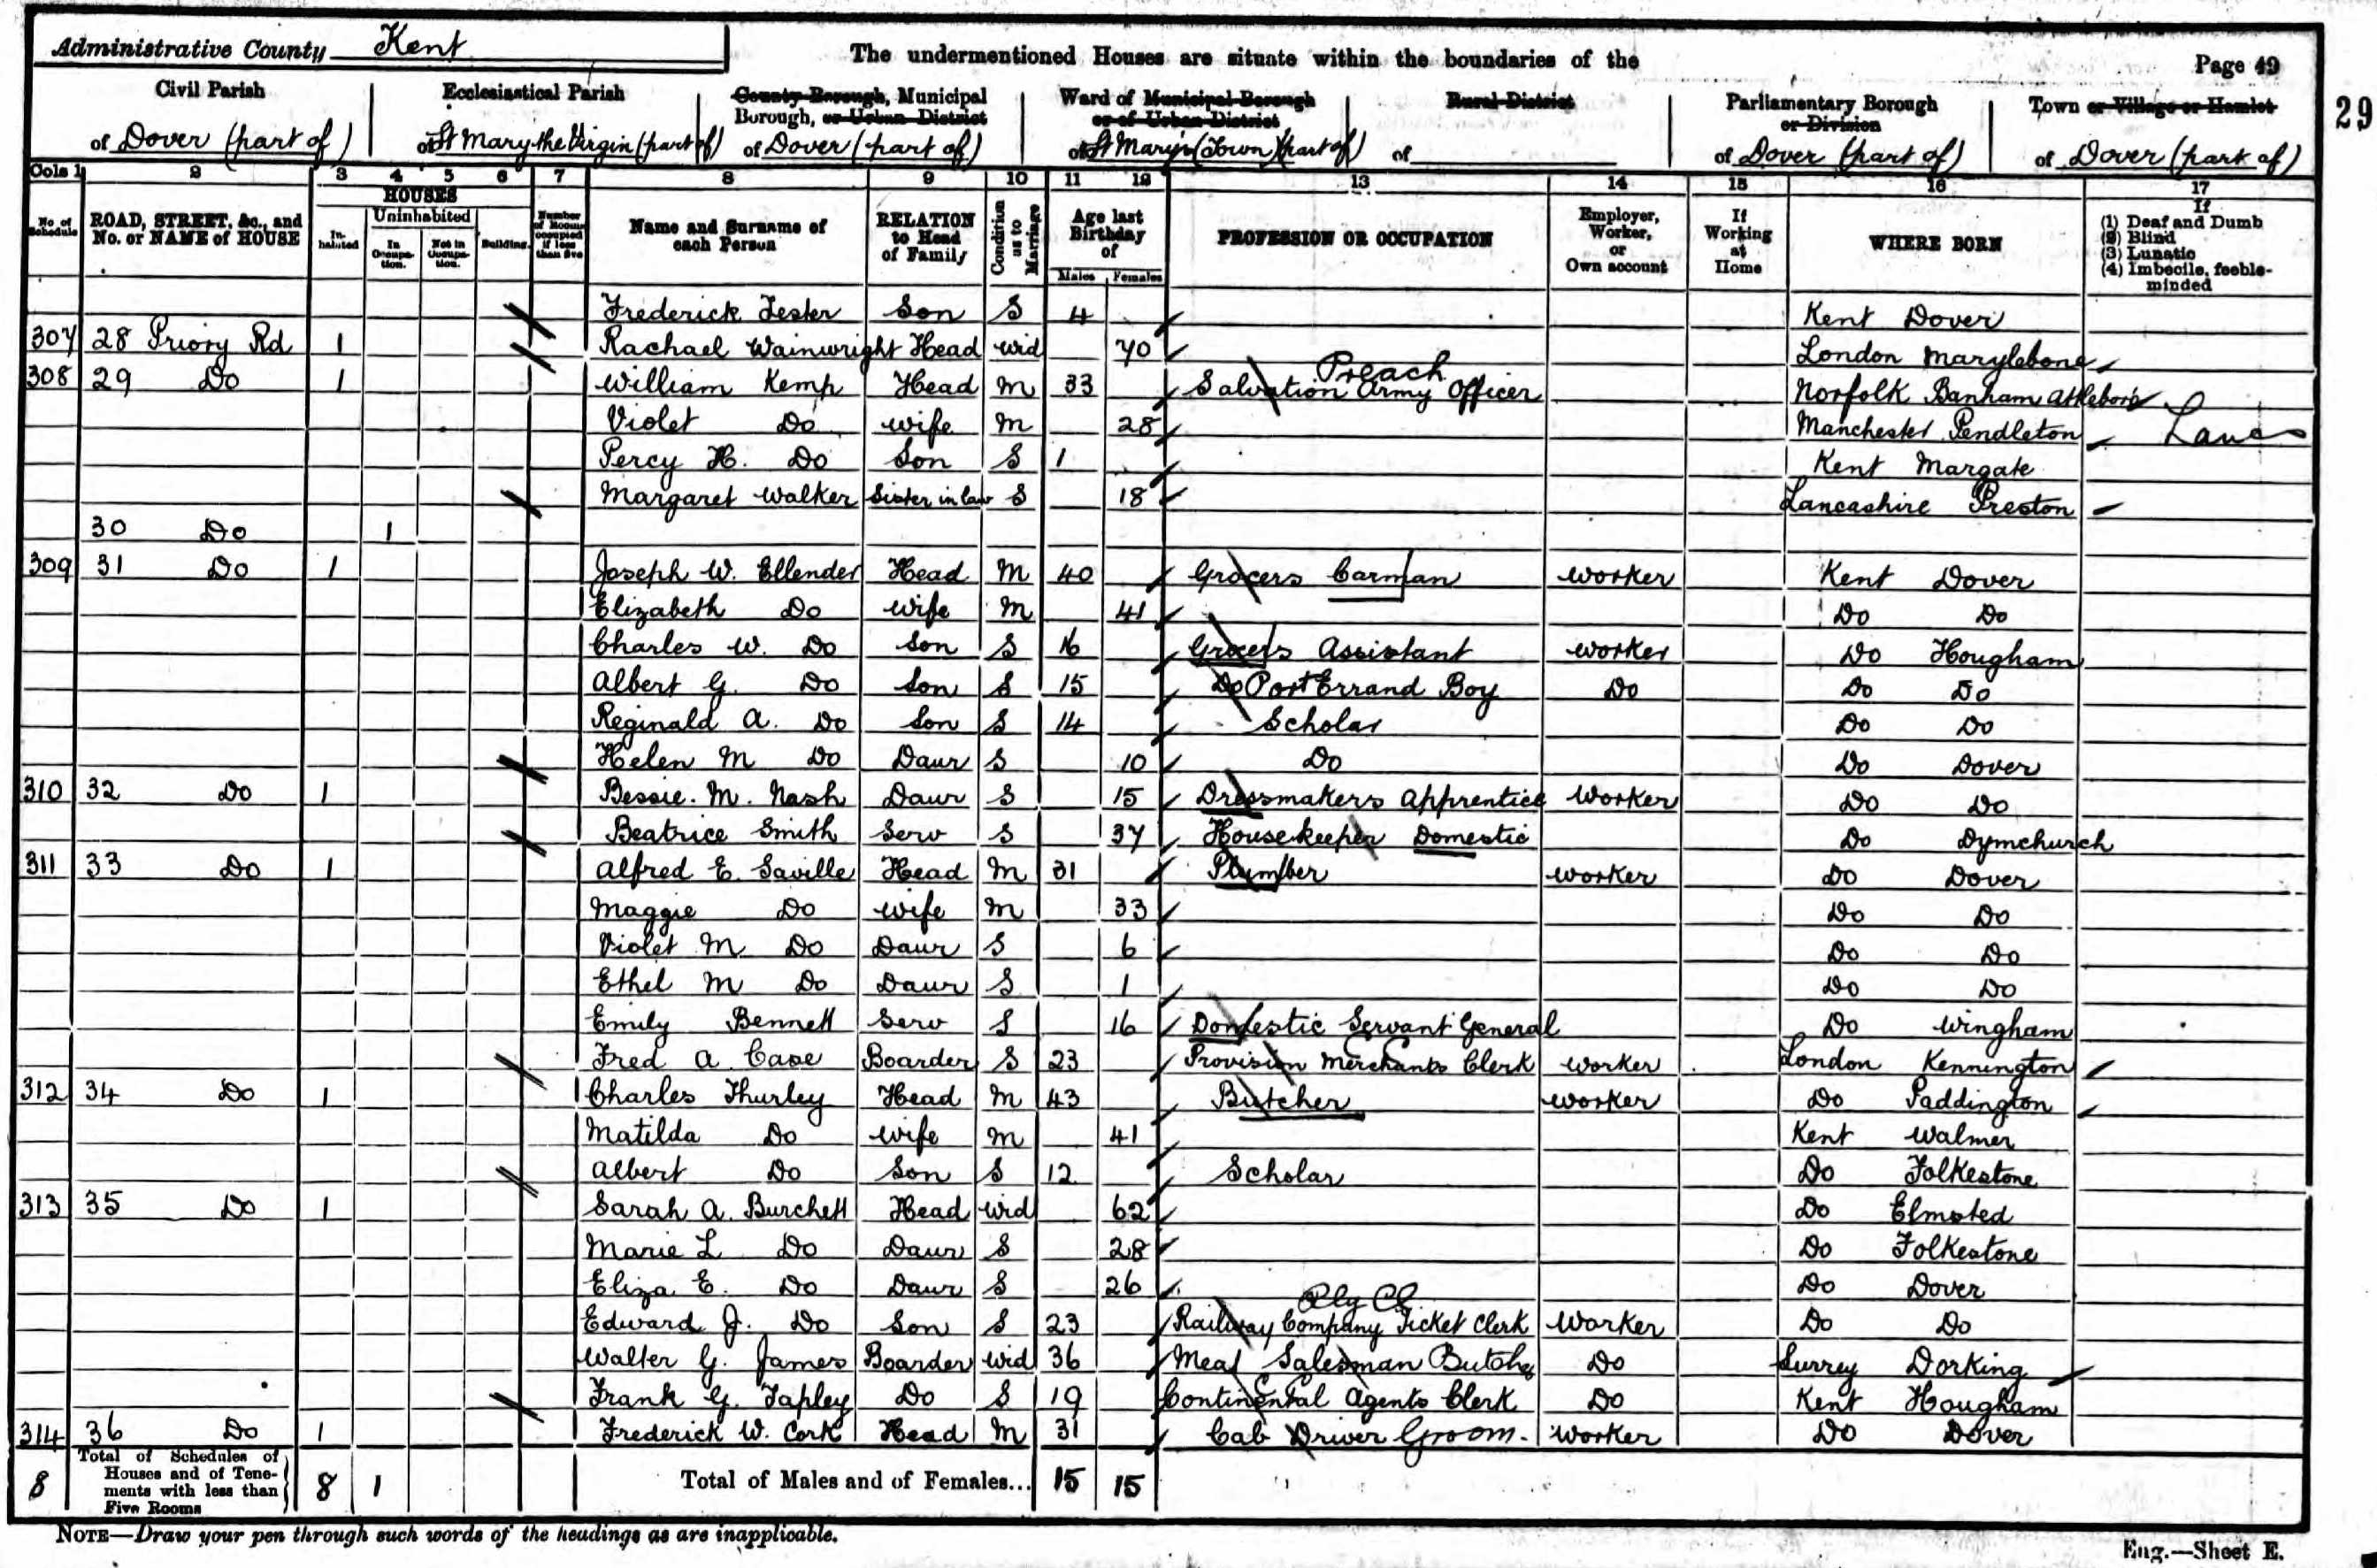 Administrative County Kent
The undermentioned Houses are situate within the boundaries of the
Page 49
29
Civil Parish of Dover (part of)
Ecclesiastical Parish of St Mary the Virgin (part of)
County Borough, Municipal Borough, or Urban District of Dover (part of)
Ward of Municipal Borough or of Urban District of St Mary's (Town) (part of)
Rural District of
Parliamentary Borough or Division of Dover (part of)
Town or Village or Hamlet of Dover (part of)
Cols 1 2 3 4 5 6 7 8 9 10 11 12 13 14 15 16 17
No. of Schedule
ROAD, STREET, &c., and No. or NAME of HOUSE
HOUSES
In-habited
Uninhabited
In Occupa-tion.
Not in Occupa-tion.
Building.
Number of Rooms occupied if less than five
Name and Surname of each Person
RELATION to Head of Family
Condition as to Marriage
Age last Birthday of
Males Females
PROFESSION OR OCCUPATION
Employer, Worker, or Own account
If Working at Home
WHERE BORN
If
(1) Deaf and Dumb
(2) Blind
(3) Lunatic
(4) Imbecile, feeble-minded
Frederick Tester Son S 4 Kent Dover
307 28 Priory Rd 1 Rachael Wainwright Head Wid 70 London Marylebone
308 29 Do 1 William Kemp Head M 33 Salvation Army Officer Preach Norfolk Banham Attleboro
Violet Do Wife M 28 Manchester Pendleton Lancs
Percy H. Do Son S 1 Kent Margate
Margaret Walker Sister in law S 18 Lancashire Preston
30 Do 1
309 31 Do 1 Joseph W. Ellender Head M 40 Grocers Carman Worker Kent Dover
Elizabeth Do Wife M 41 Do Do
Charles W. Do Son S 16 Grocers Assistant Worker Do Hougham
Albert G. Do Son S 15 Do Port Errand Boy Do Do Do
Reginald A. Do Son S 14 Scholar Do Do
Helen M Do Daur S 10 Do Do Dover
310 32 Do 1 Bessie. M. Nash Daur S 15 Dressmakers Apprentice Worker Do Do
Beatrice Smith Serv S 37 Housekeeper Domestic Do Dymchurch
311 33 Do 1 Alfred E. Saville Head M 31 Plumber Worker Do Dover
Maggie Do Wife M 33 Do Do
Violet M Do Daur S 6 Do Do
Ethel M Do Daur S 1 Do Do
Emily Bennett Serv S 16 Domestic Servant General Do Wingham
Fred A Case Boarder S 23 Provision Merchants Clerk Worker London Kennington
312 34 Do 1 Charles Thurley Head M 43 Butcher Worker Do Paddington
Matilda Do Wife M 41 Kent Walmer
Albert Do Son S 12 Scholar Do Folkestone
313 35 Do 1 Sarah A. Burchett Head Wid 62 Do Elmsted
Marie L Do Daur S 28 Do Folkestone
Eliza E. Do Daur S 26 Do Dover
Edward J. Do Son S 23 Railway Company Ticket Clerk Rly Worker Do Do
Walter G. James Boarder Wid 36 Meat Salesman Butcher Do Surrey Dorking
Frank G. Tapley Do S 19 Continental Agents Clerk Do Kent Hougham
314 36 Do 1 Frederick W. Cork Head M 31 Cab Driver Groom. Worker Do Dover
8 Total of Schedules of Houses and of Tene-ments with less than Five Rooms 8 1 Total of Males and of Females... 15 15
NOTE—Draw your pen through such words of the headings as are inapplicable.
Eng.—Sheet E.